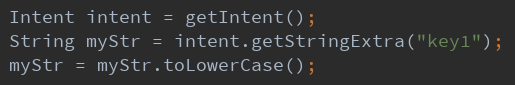 Intent intent = getIntent();
String myStr = intent.getStringExtra("key1");
myStr = myStr.toLowerCase();